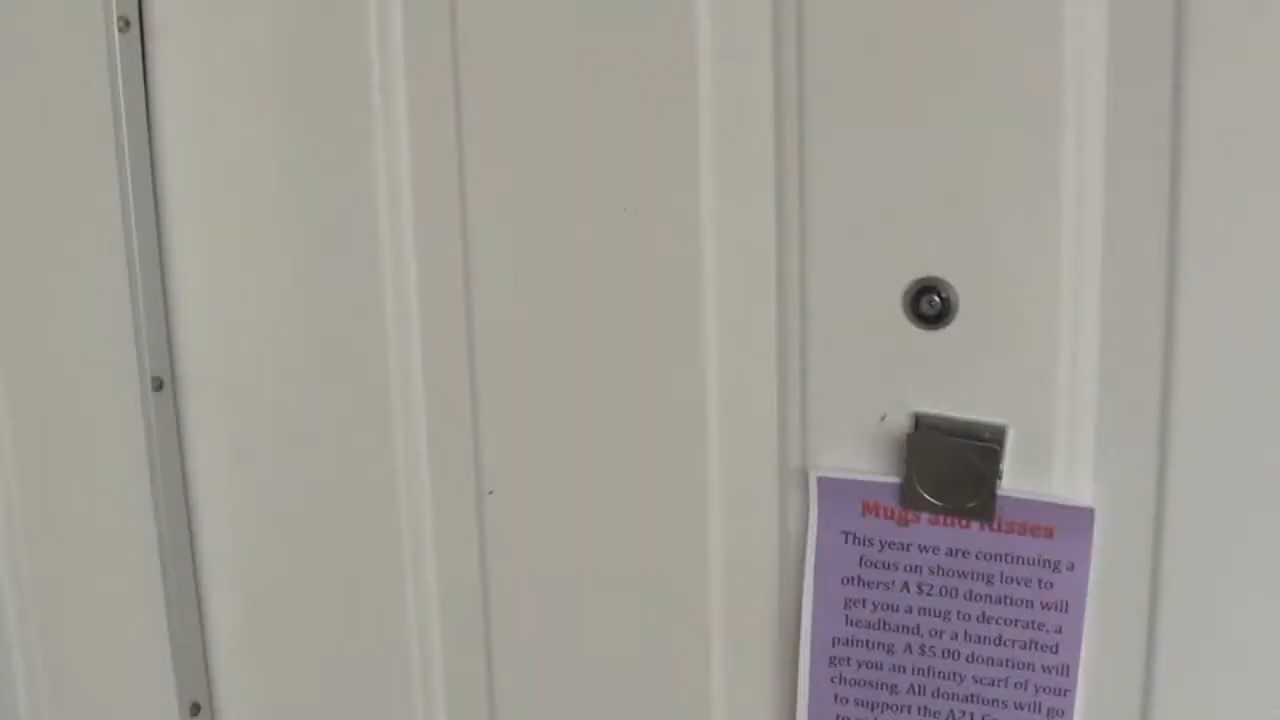 Mugs and Kisses
This year we are continuing a
focus on showing love to
others! A $2.00 donation will
get you a mug to decorate, a
headband, or a handcrafted
painting. A $5.00 donation will
get you an infinity scarf of your
choosing. All donations will go
to support the A21